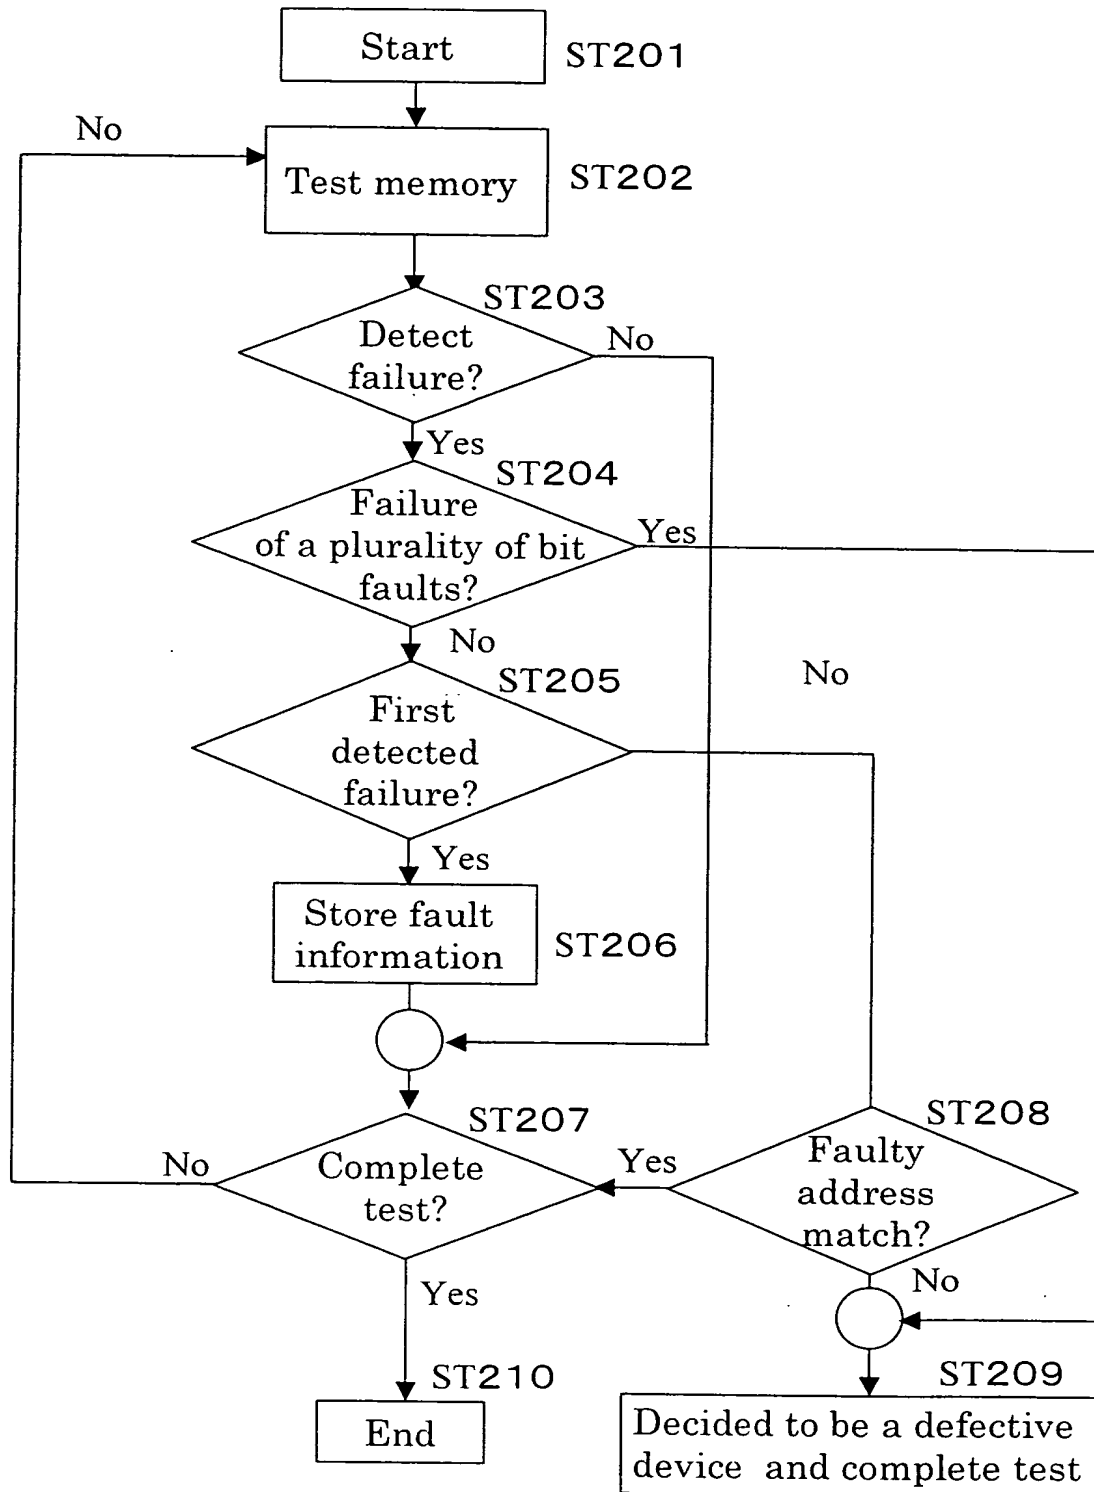 Start
ST201
No
Test memory
ST202
ST203
Detect
failure?
No
Yes
ST204
Failure
of a plurality of bit
faults?
Yes
No
ST205
No
First
detected
failure?
Yes
Store fault
information
ST206
ST207
ST208
No
Complete
test?
Yes
Faulty
address
match?
Yes
No
ST210
ST209
End
Decided to be a defective
device and complete test